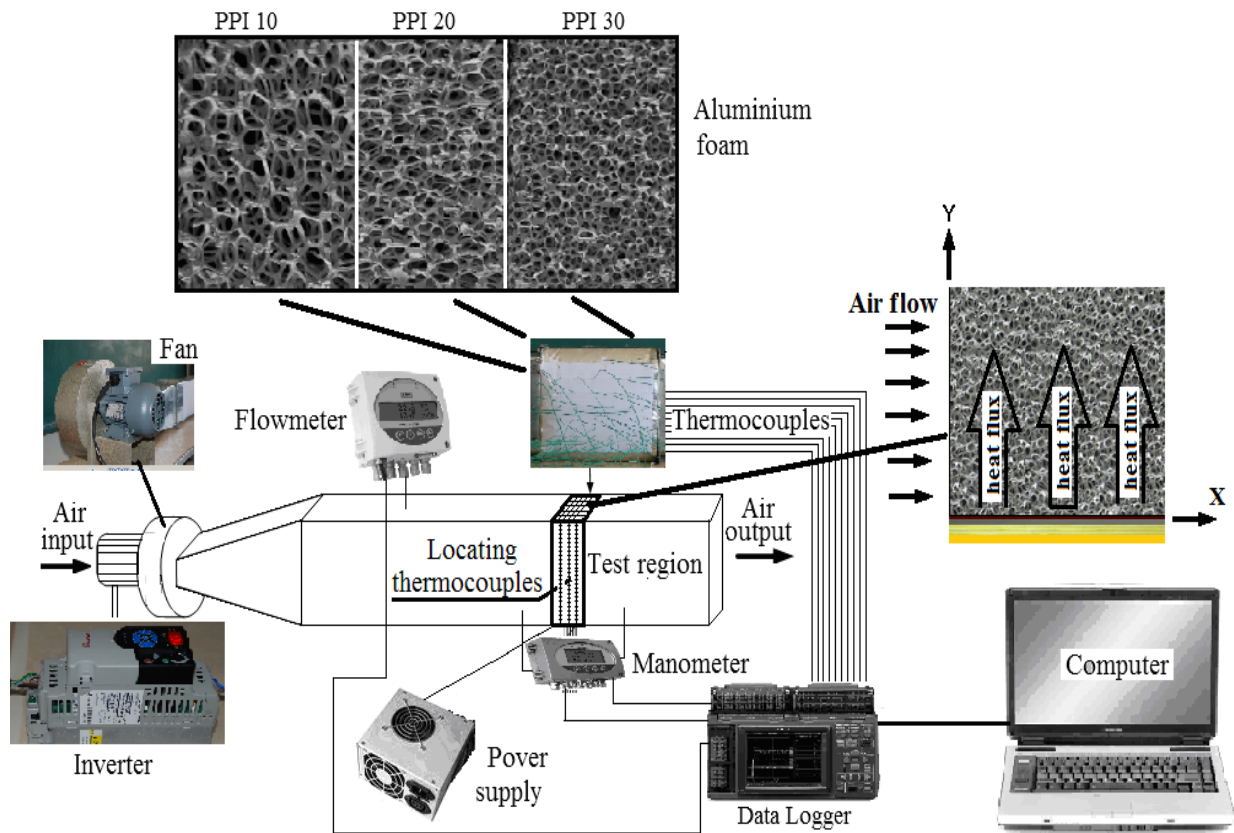 PPI 10
PPI 20
PPI 30
Aluminium
foam
Y
Air flow
heat flux
heat flux
heat flux
X
Fan
Flowmeter
Thermocouples
Air
input
Locating
thermocouples
Test region
Air
output
Manometer
Computer
Inverter
Pover
supply
Data Logger